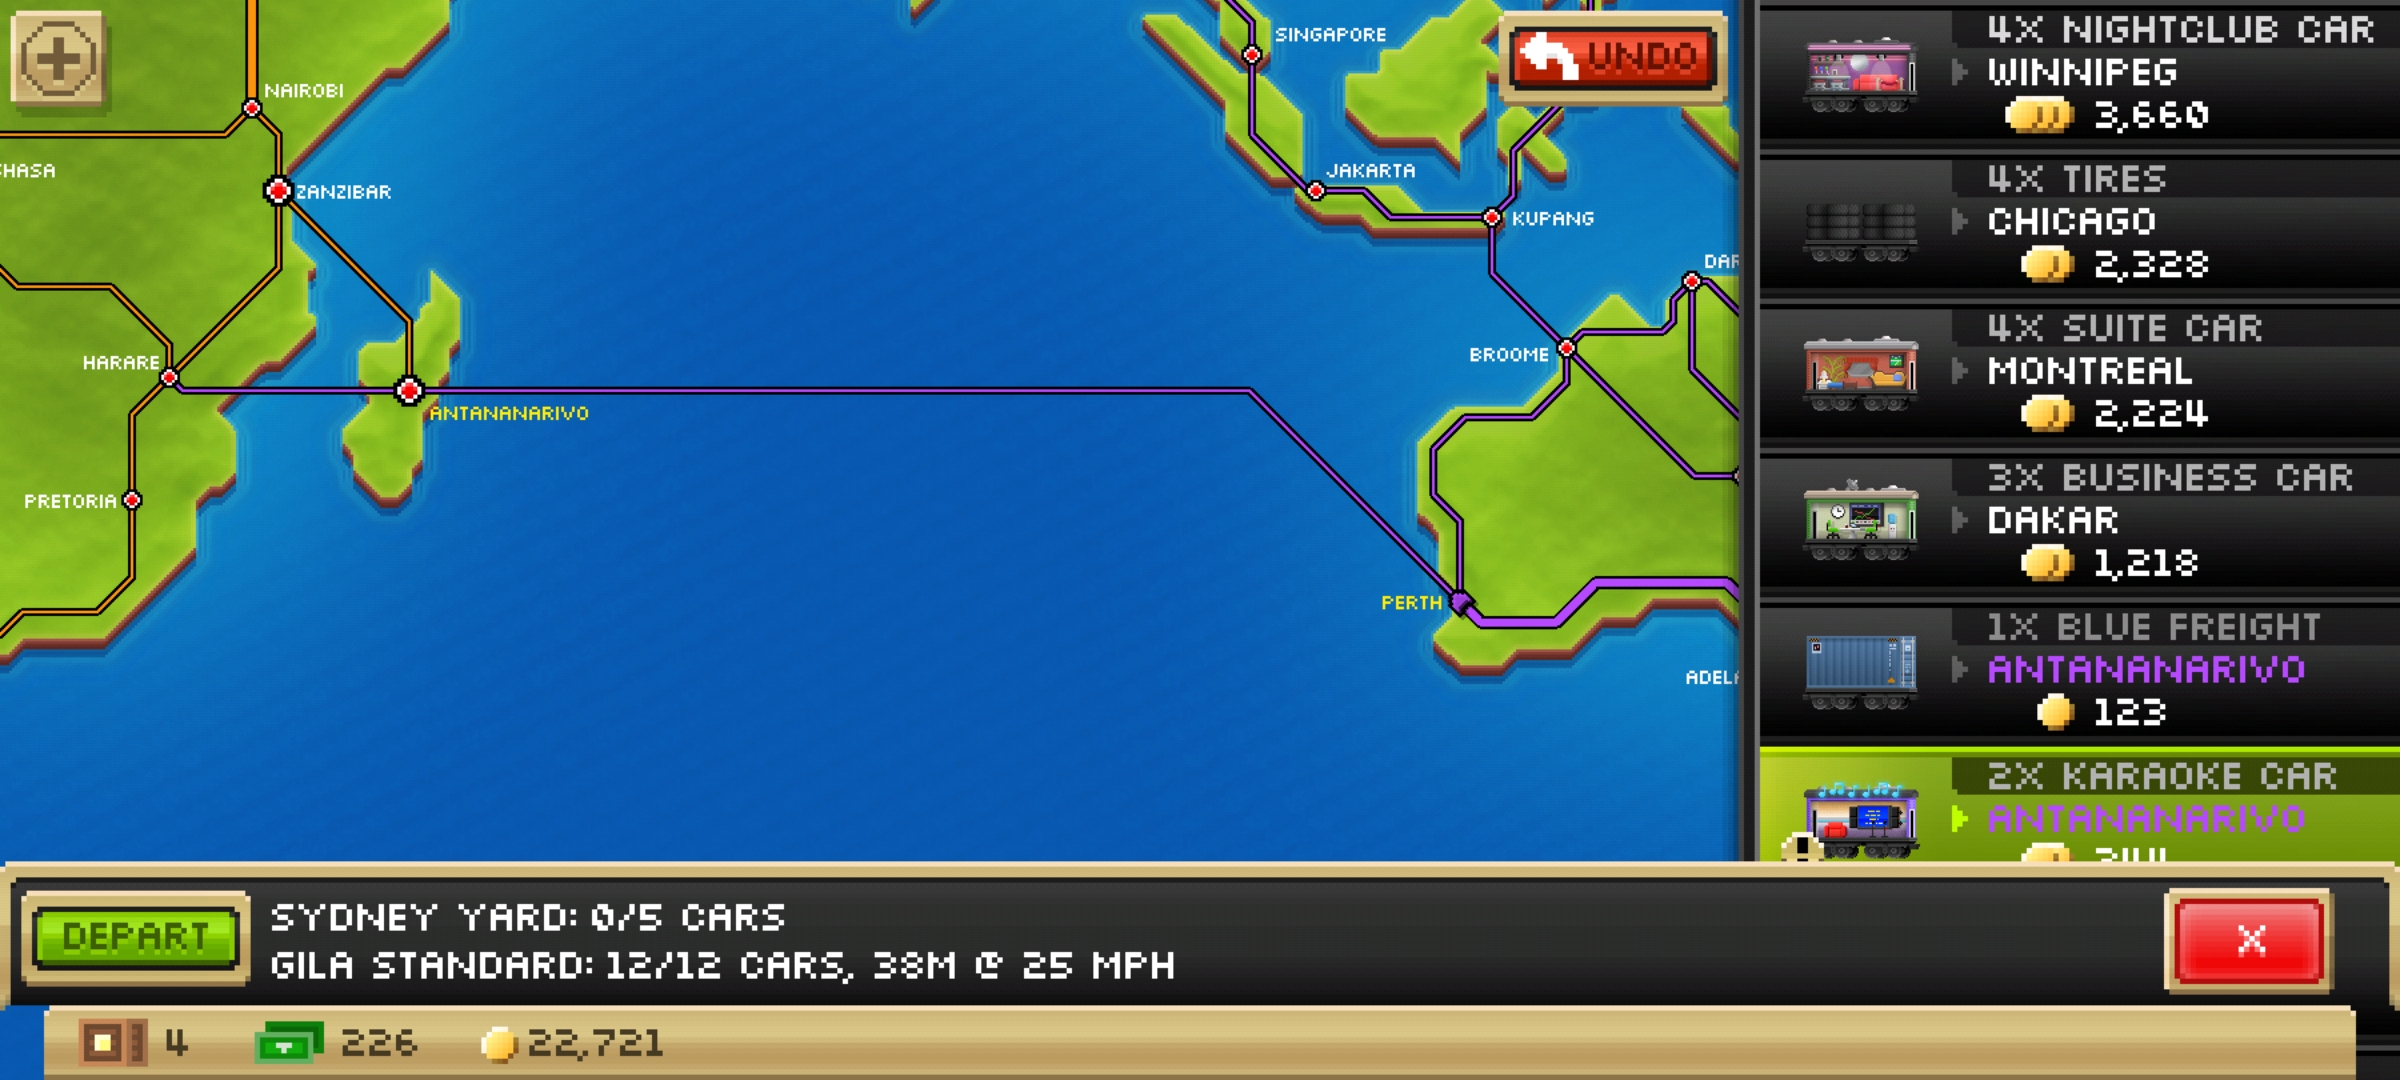 SINGAPORE
UNDO
NAIROBI
HASA
ZANZIBAR
JAKARTA
KUPANG
DAR
HARARE
BROOME
ANTANANARIVO
PRETORIA
PERTH
ADEL
4X NIGHTCLUB CAR
WINNIPEG
3,660
4X TIRES
CHICAGO
2,328
4X SUITE CAR
MONTREAL
2,224
3X BUSINESS CAR
DAKAR
1,218
1X BLUE FREIGHT
ANTANANARIVO
123
2X KARAOKE CAR
ANTANANARIVO
DEPART
SYDNEY YARD: 0/5 CARS
GILA STANDARD: 12/12 CARS, 38M @ 25 MPH
X
4
226
22,721